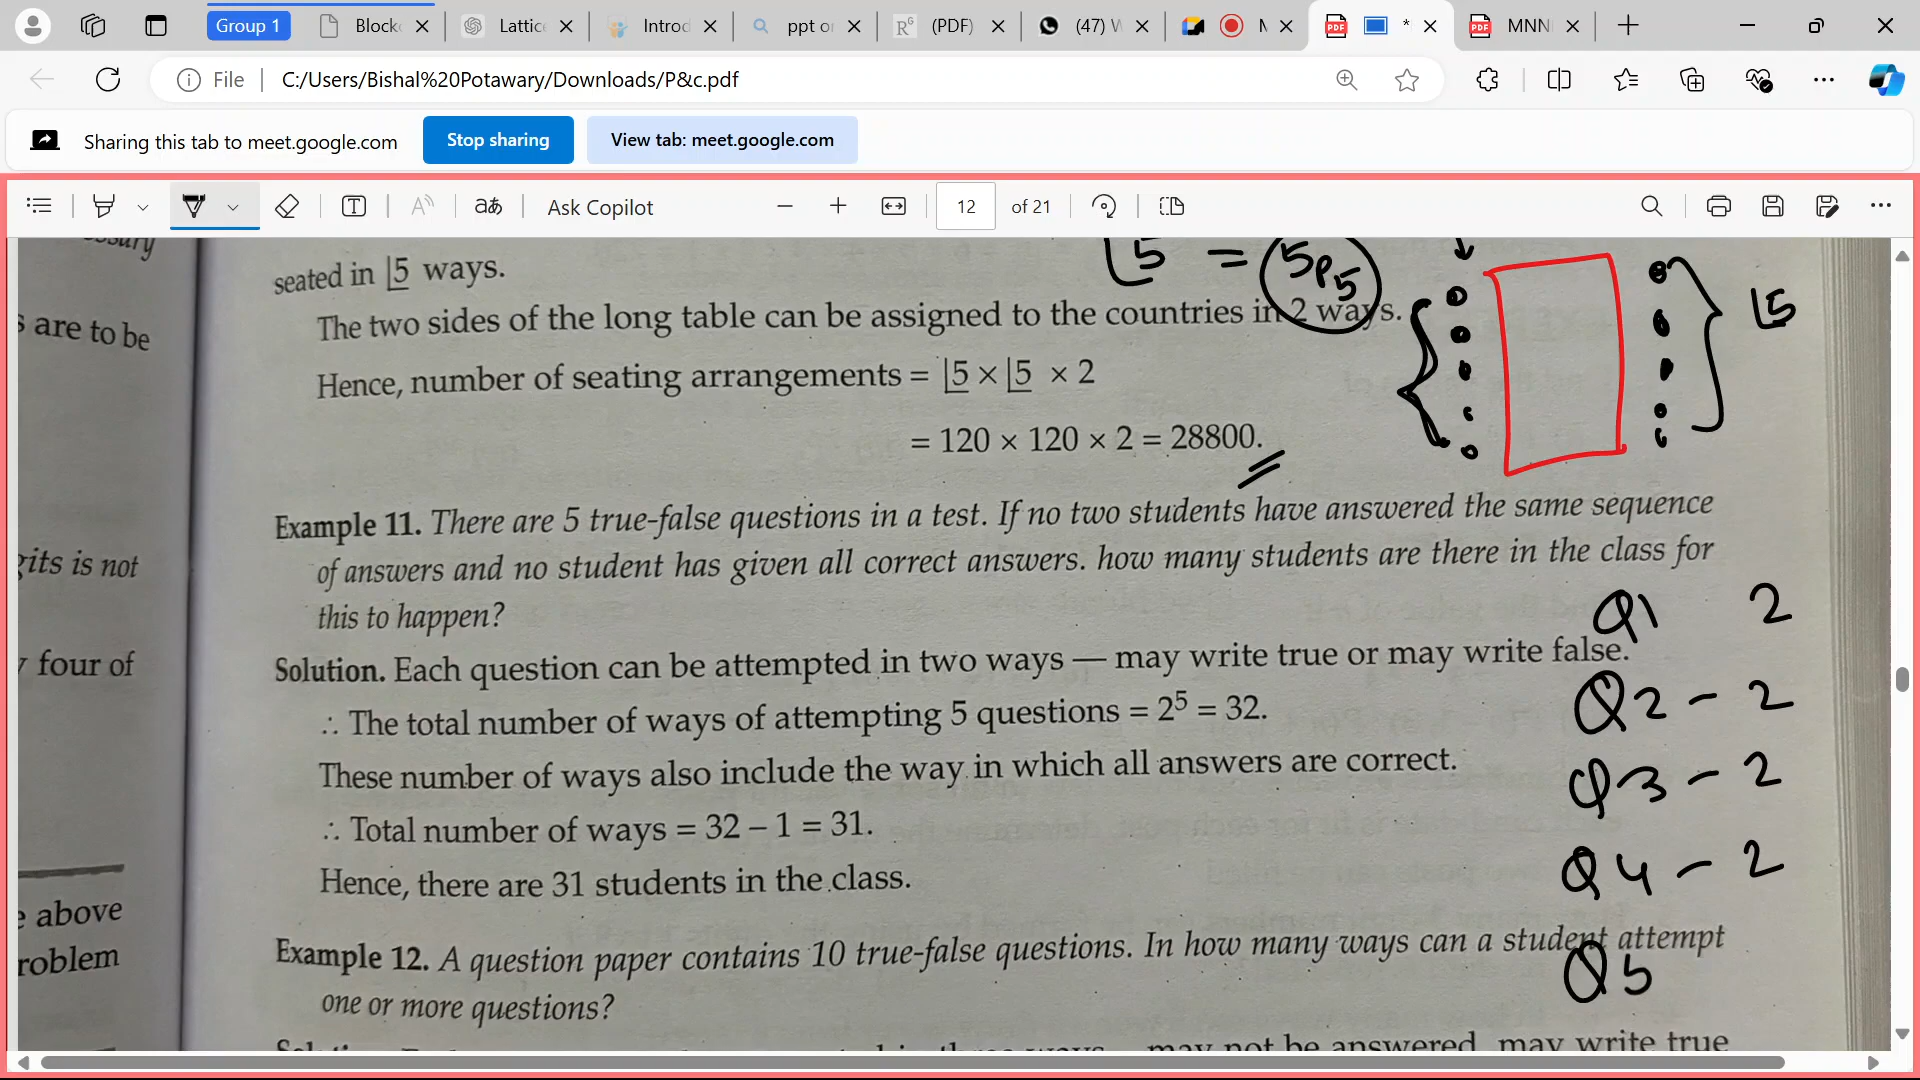 Group 1
Block
Lattic
Introd
ppt or
(PDF)
(47) W
M
*
MNN
File
C:/Users/Bishal%20Potawary/Downloads/P&c.pdf
Sharing this tab to meet.google.com
Stop sharing
View tab: meet.google.com
Ask Copilot
12
of 21
seated in ⌊5 ways.
⌊5 = 5P5
The two sides of the long table can be assigned to the countries in 2 ways.
⌊5
Hence, number of seating arrangements = ⌊5 × ⌊5 × 2
= 120 × 120 × 2 = 28800.
Example 11. There are 5 true-false questions in a test. If no two students have answered the same sequence
of answers and no student has given all correct answers. how many students are there in the class for
this to happen?
Q1 2
Solution. Each question can be attempted in two ways — may write true or may write false.
∴ The total number of ways of attempting 5 questions = 2⁵ = 32.
Q2 - 2
These number of ways also include the way in which all answers are correct.
Q3 - 2
∴ Total number of ways = 32 – 1 = 31.
Hence, there are 31 students in the class.
Q4 - 2
Example 12. A question paper contains 10 true-false questions. In how many ways can a student attempt
one or more questions?
Q5
may not be answered, may write true
s are to be
gits is not
four of
e above
roblem